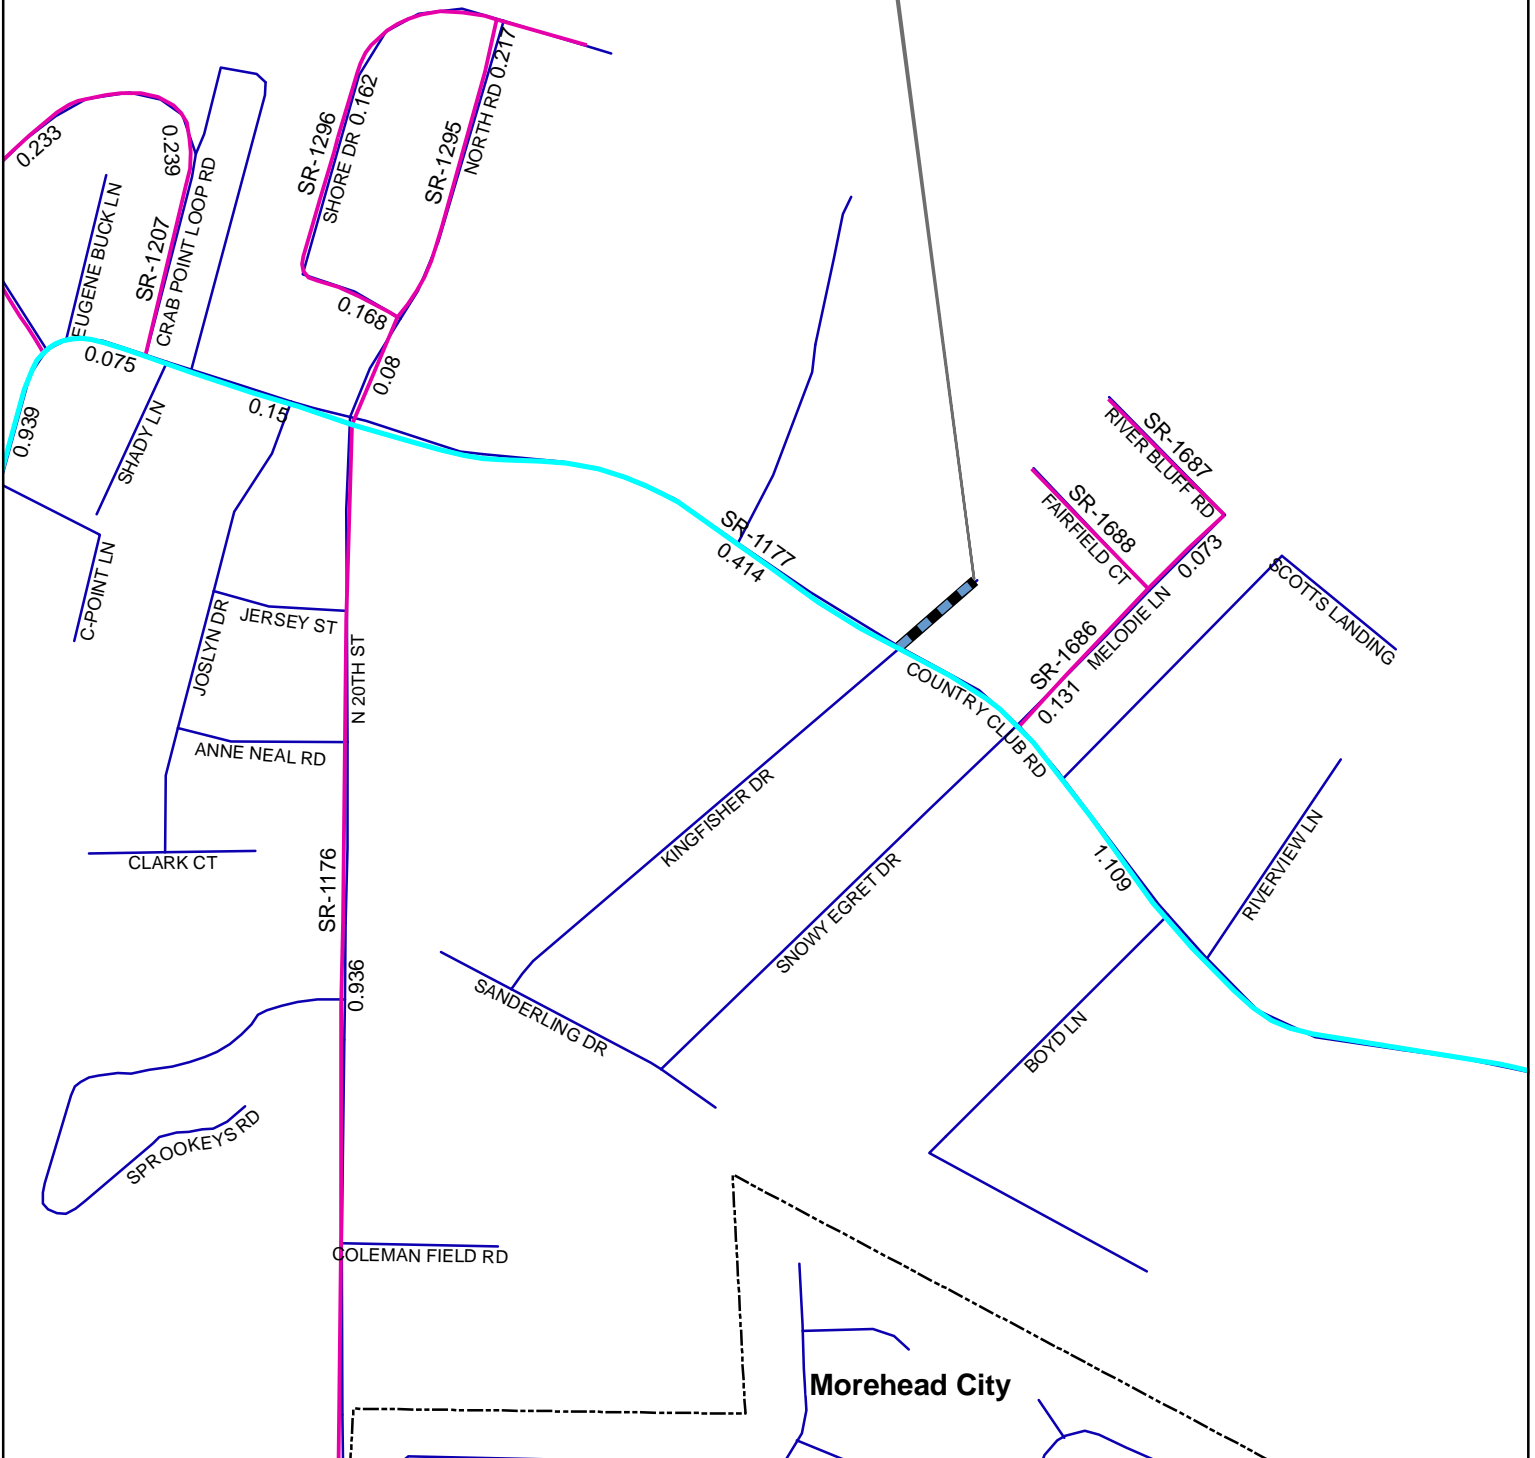 0.233
0.239
SR-1296
SHORE DR 0.162
SR-1295
NORTH RD 0.217
EUGENE BUCK LN
SR-1207
CRAB POINT LOOP RD
0.168
0.075
0.08
0.15
0.939
SHADY LN
C-POINT LN
JOSLYN DR
JERSEY ST
N 20TH ST
ANNE NEAL RD
CLARK CT
SR-1176
0.936
SPROOKEYS RD
COLEMAN FIELD RD
SR-1177
0.414
SR-1687
RIVER BLUFF RD
SR-1688
FAIRFIELD CT
0.073
SR-1686
MELODIE LN
0.131
SCOTTS LANDING
COUNTRY CLUB RD
KINGFISHER DR
SNOWY EGRET DR
1.109
RIVERVIEW LN
SANDERLING DR
BOYD LN
Morehead City